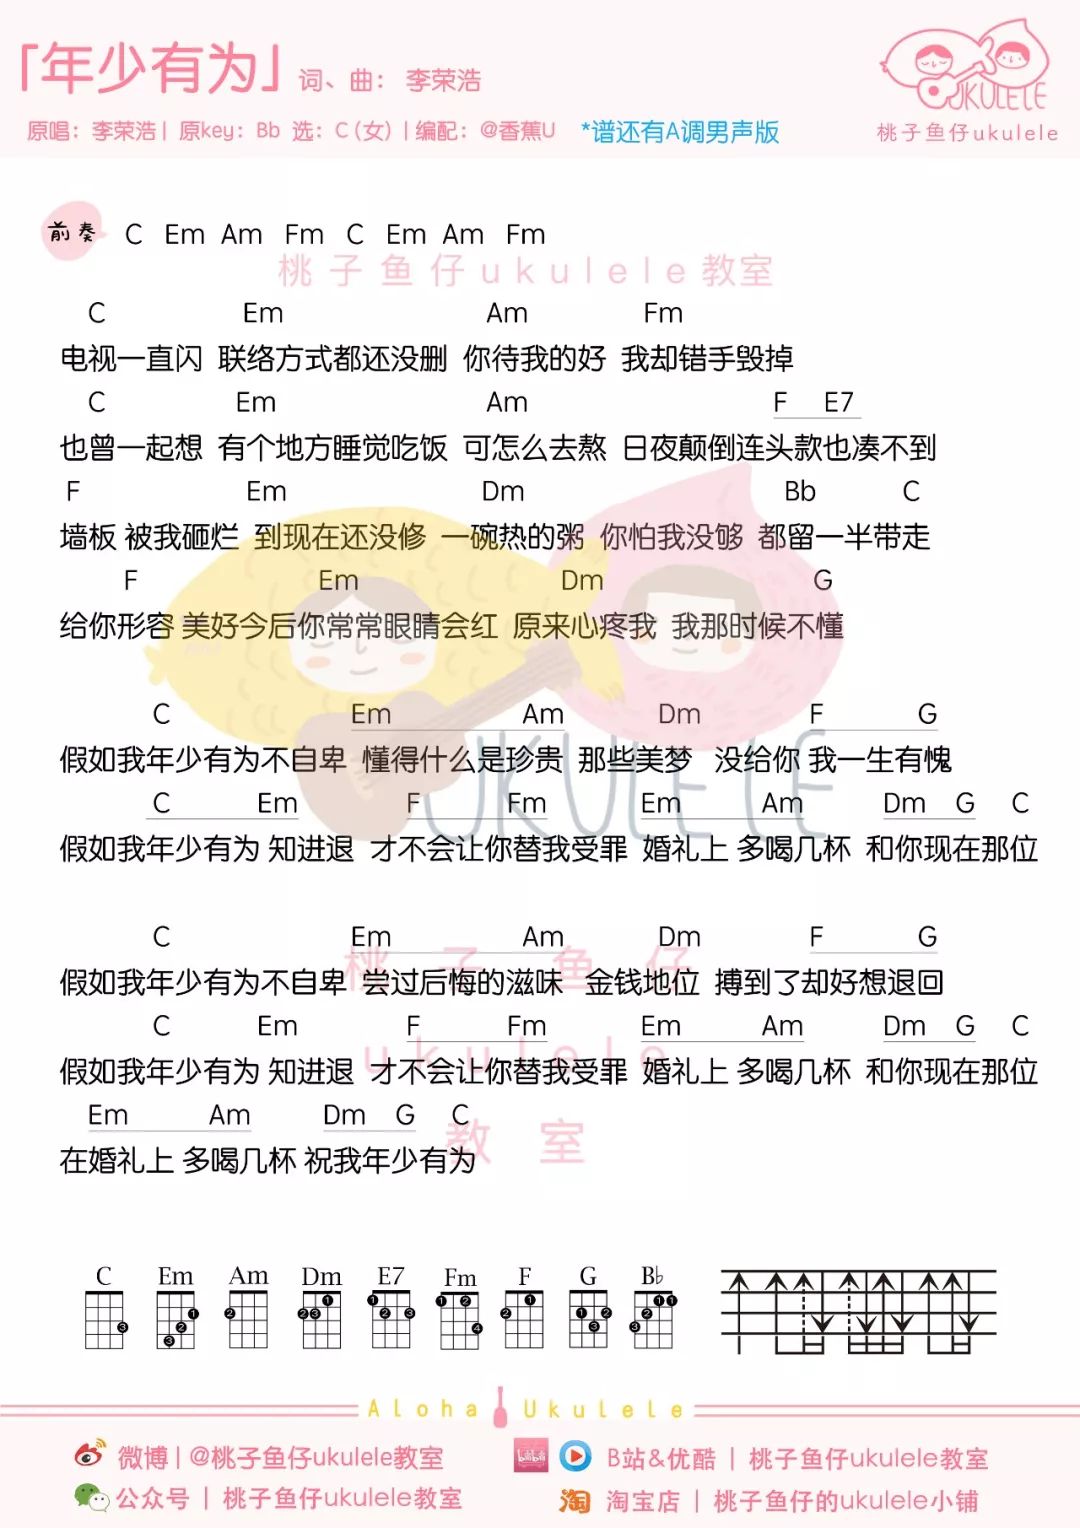 「年少有为」 词、曲： 李荣浩
原唱：李荣浩 | 原key：Bb 选：C（女）| 编配：@香蕉U *谱还有A调男声版
UKULELE
桃子鱼仔ukulele
前奏 C Em Am Fm C Em Am Fm
桃子鱼仔ukulele教室
C Em Am Fm
电视一直闪 联络方式都还没删 你待我的好 我却错手毁掉
C Em Am F E7
也曾一起想 有个地方睡觉吃饭 可怎么去熬 日夜颠倒连头款也凑不到
F Em Dm Bb C
墙板 被我砸烂 到现在还没修 一碗热的粥 你怕我没够 都留一半带走
F Em Dm G
给你形容 美好今后你常常眼睛会红 原来心疼我 我那时候不懂
C Em Am Dm F G
假如我年少有为不自卑 懂得什么是珍贵 那些美梦 没给你 我一生有愧
UKULELE
C Em F Fm Em Am Dm G C
假如我年少有为 知进退 才不会让你替我受罪 婚礼上 多喝几杯 和你现在那位
C Em Am Dm F G
桃子鱼仔
假如我年少有为不自卑 尝过后悔的滋味 金钱地位 搏到了却好想退回
C Em F Fm Em Am Dm G C
ukulele
假如我年少有为 知进退 才不会让你替我受罪 婚礼上 多喝几杯 和你现在那位
Em Am Dm G C
教室
在婚礼上 多喝几杯 祝我年少有为
C Em Am Dm E7 Fm F G B♭
Aloha Ukulele
微博 | @桃子鱼仔ukulele教室 B站&优酷 | 桃子鱼仔ukulele教室
公众号 | 桃子鱼仔ukulele教室 淘 淘宝店 | 桃子鱼仔的ukulele小铺